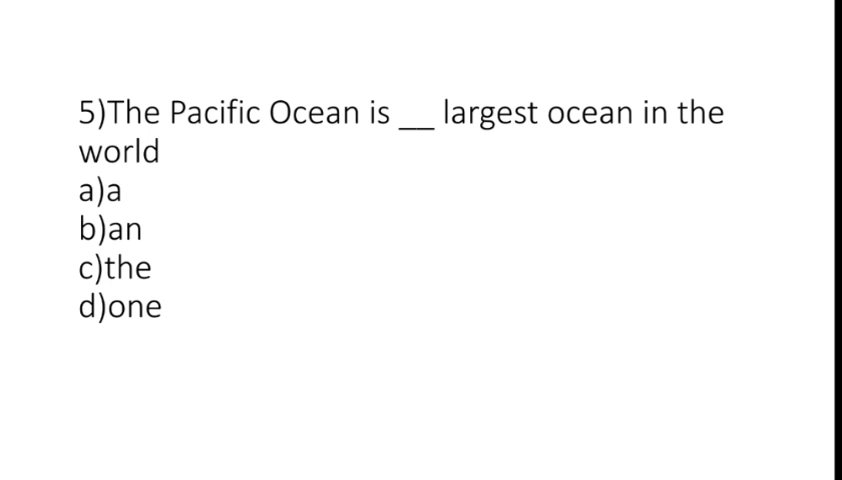 5)The Pacific Ocean is __ largest ocean in the
world
a)a
b)an
c)the
d)one